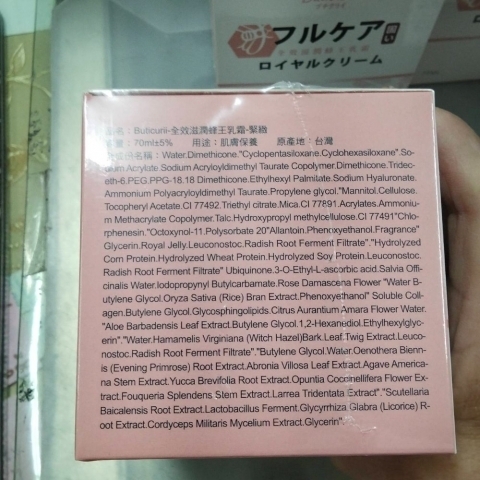 フルケア
潤い
ロイヤルクリーム
品名：Buticurii-全效滋潤蜂王乳霜-緊緻
容量：70ml±5% 用途：肌膚保養 原產地：台灣
成份名稱：Water.Dimethicone."Cyclopentasiloxane.Cyclohexasiloxane".So-
dium Acrylate Sodium Acryloyldimethyl Taurate Copolymer.Dimethicone.Tridec-
eth-6.PEG.PPG-18.18 Dimethicone.Ethylhexyl Palmitate.Sodium Hyaluronate.
Ammonium Polyacryloyldimethyl Taurate.Propylene glycol."Mannitol.Cellulose.
Tocopheryl Acetate.CI 77492.Triethyl citrate.Mica.CI 77891.Acrylates.Ammoniu-
m Methacrylate Copolymer.Talc.Hydroxypropyl methylcellulose.CI 77491"Chlo-
rphenesin."Octoxynol-11.Polysorbate 20"Allantoin.Phenoxyethanol.Fragrance"
Glycerin.Royal Jelly.Leuconostoc.Radish Root Ferment Filtrate"."Hydrolyzed
Corn Protein.Hydrolyzed Wheat Protein.Hydrolyzed Soy Protein.Leuconostoc.
Radish Root Ferment Filtrate" Ubiquinone.3-O-Ethyl-L-ascorbic acid.Salvia Offi-
cinalis Water.Iodopropynyl Butylcarbamate.Rose Damascena Flower "Water B-
utylene Glycol.Oryza Sativa (Rice) Bran Extract.Phenoxyethanol" Soluble Coll-
agen.Butylene Glycol.Glycosphingolipids.Citrus Aurantium Amara Flower Water.
"Aloe Barbadensis Leaf Extract.Butylene Glycol.1,2-Hexanediol.Ethylhexylglyc-
erin"."Water.Hamamelis Virginiana (Witch Hazel)Bark.Leaf.Twig Extract.Leuco-
nostoc.Radish Root Ferment Filtrate"."Butylene Glycol.Water.Oenothera Bienn-
is (Evening Primrose) Root Extract.Abronia Villosa Leaf Extract.Agave America-
na Stem Extract.Yucca Brevifolia Root Extract.Opuntia Coccinellifera Flower Ex-
tract.Fouqueria Splendens Stem Extract.Larrea Tridentata Extract"."Scutellaria
Baicalensis Root Extract.Lactobacillus Ferment.Glycyrrhiza Glabra (Licorice) R-
oot Extract.Cordyceps Militaris Mycelium Extract.Glycerin".